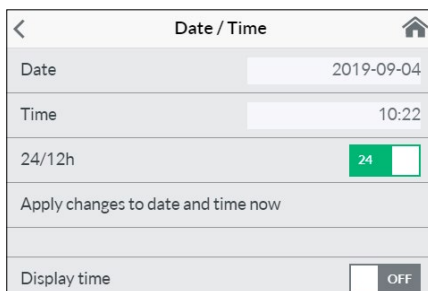 Date / Time
Date 2019-09-04
Time 10:22
24/12h 24
Apply changes to date and time now
Display time OFF